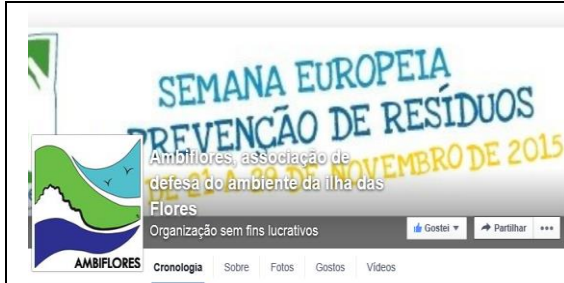 SEMANA EUROPEIA
PREVENÇÃO DE RESÍDUOS
DE 21 A 29 DE NOVEMBRO DE 2015
Ambiflores, associação de
defesa do ambiente da ilha das
Flores
Organização sem fins lucrativos
Gostei
Partilhar
AMBIFLORES
Cronologia
Sobre
Fotos
Gostos
Vídeos